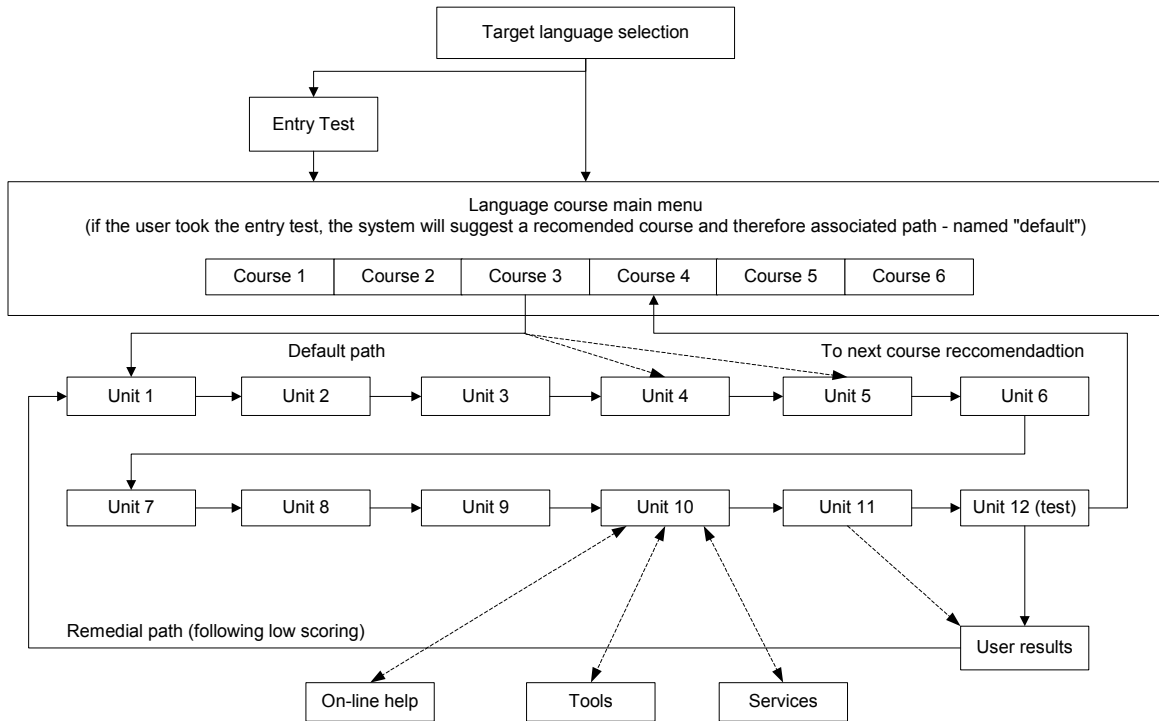 Target language selection
Entry Test
Language course main menu
(if the user took the entry test, the system will suggest a recomended course and therefore associated path - named "default")
Course 1
Course 2
Course 3
Course 4
Course 5
Course 6
Default path
To next course reccomendadtion
Unit 1
Unit 2
Unit 3
Unit 4
Unit 5
Unit 6
Unit 7
Unit 8
Unit 9
Unit 10
Unit 11
Unit 12 (test)
Remedial path (following low scoring)
User results
On-line help
Tools
Services